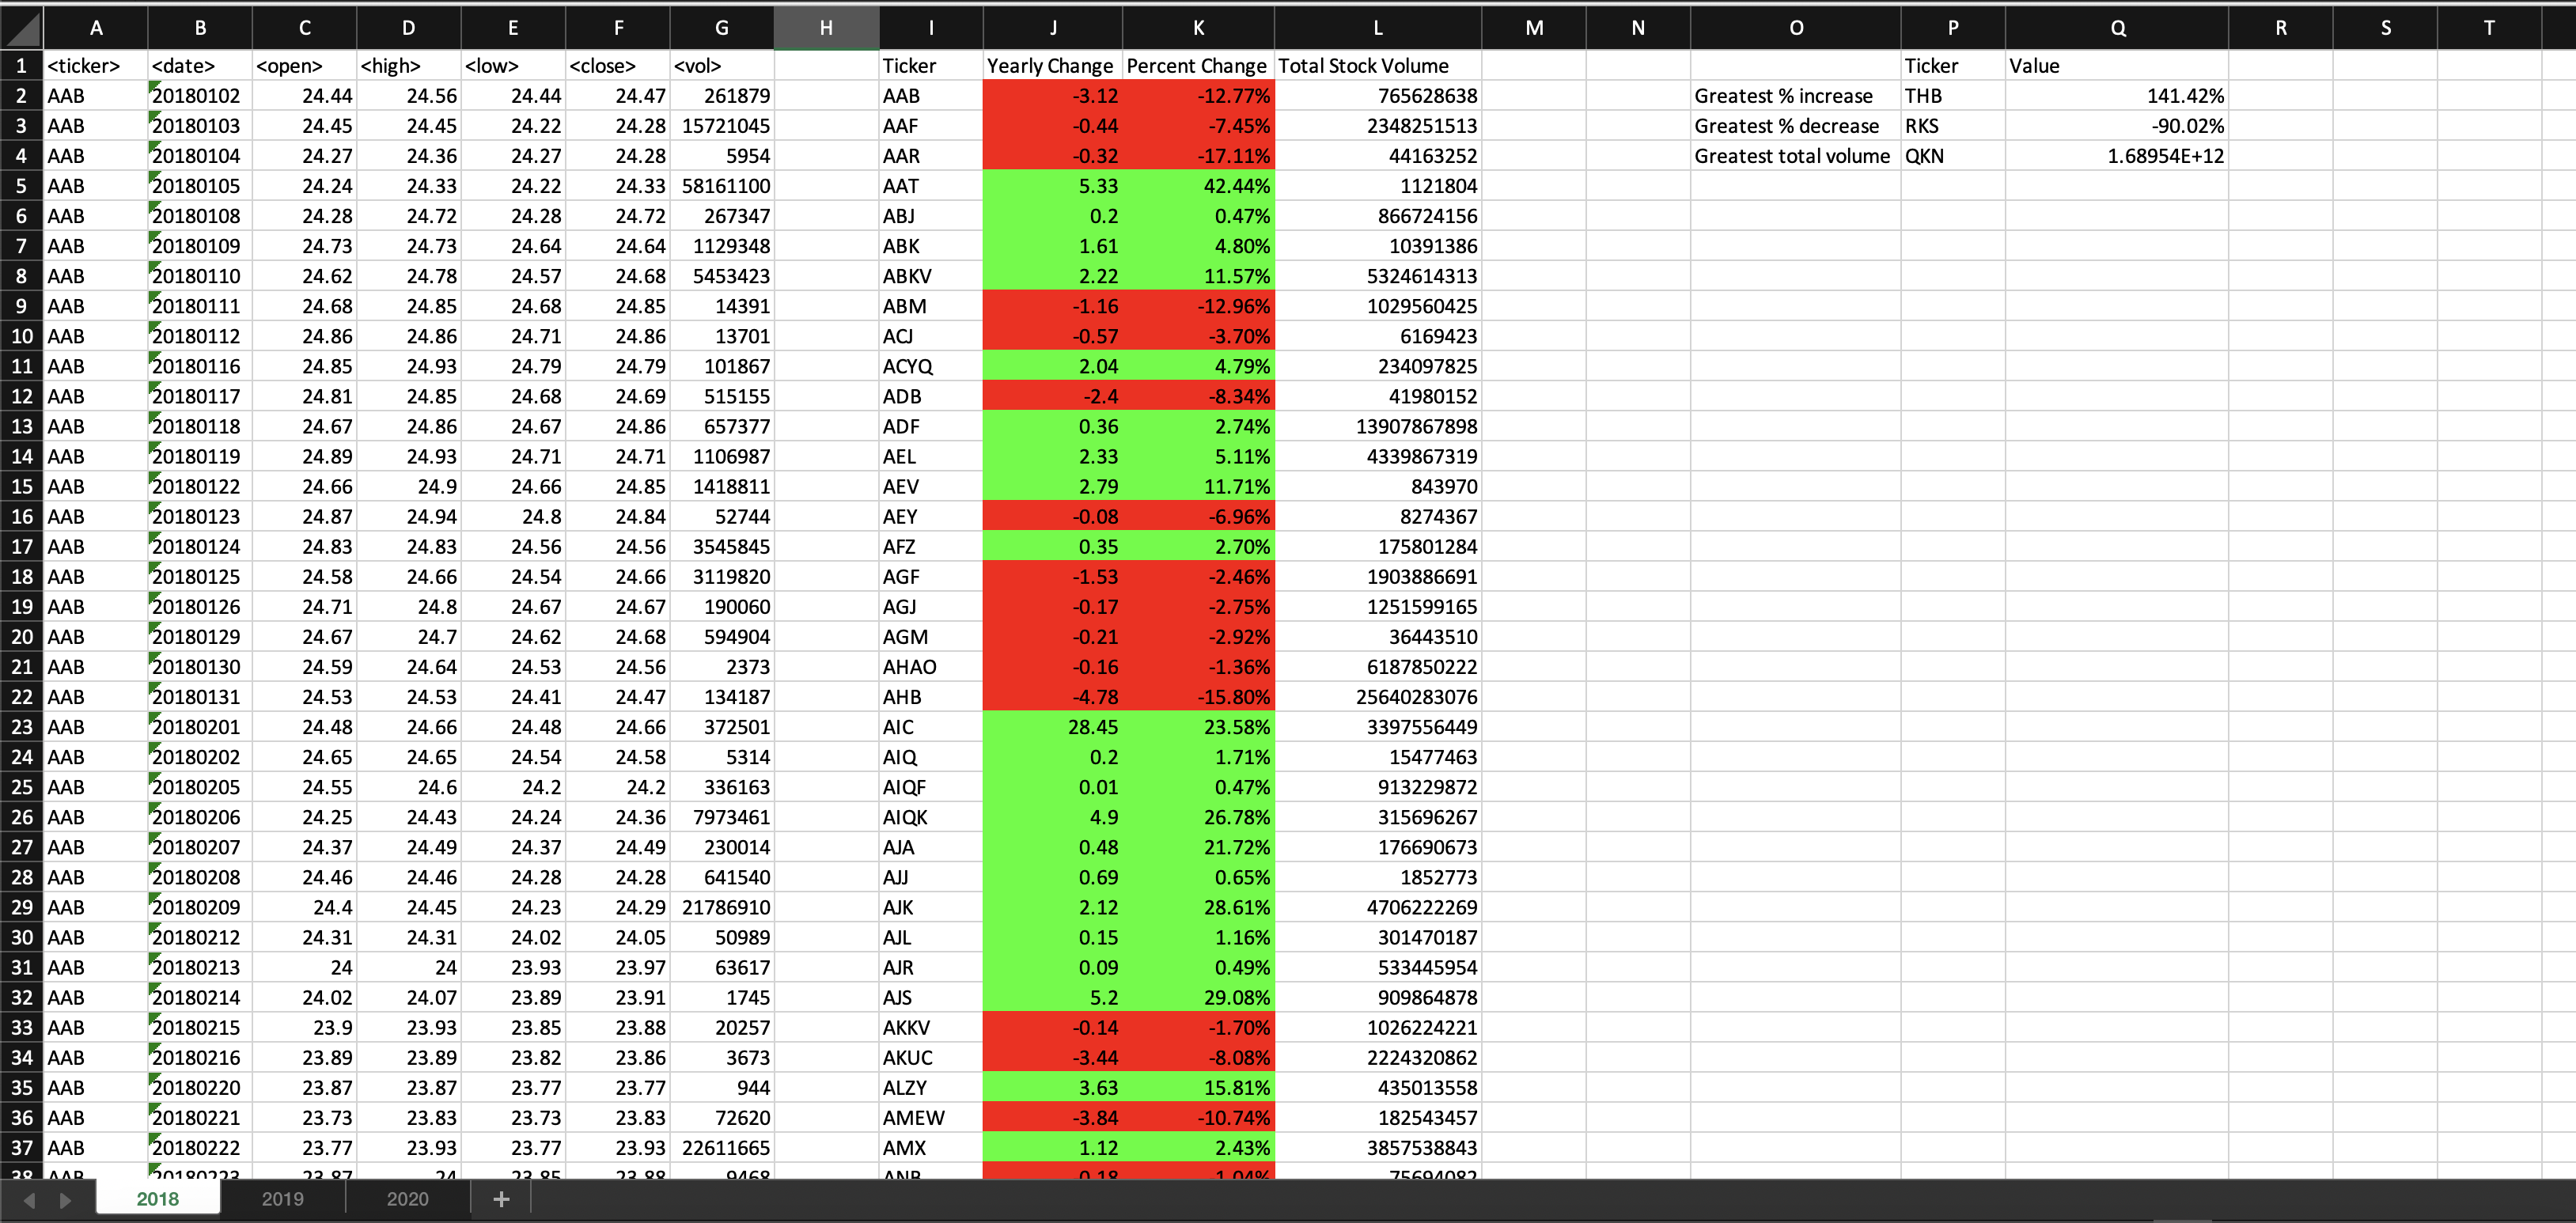 A B C D E F G H I J K L M N O P Q R S T
1 <ticker> <date> <open> <high> <low> <close> <vol> Ticker Yearly Change Percent Change Total Stock Volume Ticker Value
2 AAB 20180102 24.44 24.56 24.44 24.47 261879 AAB -3.12 -12.77% 765628638 Greatest % increase THB 141.42%
3 AAB 20180103 24.45 24.45 24.22 24.28 15721045 AAF -0.44 -7.45% 2348251513 Greatest % decrease RKS -90.02%
4 AAB 20180104 24.27 24.36 24.27 24.28 5954 AAR -0.32 -17.11% 44163252 Greatest total volume QKN 1.68954E+12
5 AAB 20180105 24.24 24.33 24.22 24.33 58161100 AAT 5.33 42.44% 1121804
6 AAB 20180108 24.28 24.72 24.28 24.72 267347 ABJ 0.2 0.47% 866724156
7 AAB 20180109 24.73 24.73 24.64 24.64 1129348 ABK 1.61 4.80% 10391386
8 AAB 20180110 24.62 24.78 24.57 24.68 5453423 ABKV 2.22 11.57% 5324614313
9 AAB 20180111 24.68 24.85 24.68 24.85 14391 ABM -1.16 -12.96% 1029560425
10 AAB 20180112 24.86 24.86 24.71 24.86 13701 ACJ -0.57 -3.70% 6169423
11 AAB 20180116 24.85 24.93 24.79 24.79 101867 ACYQ 2.04 4.79% 234097825
12 AAB 20180117 24.81 24.85 24.68 24.69 515155 ADB -2.4 -8.34% 41980152
13 AAB 20180118 24.67 24.86 24.67 24.86 657377 ADF 0.36 2.74% 13907867898
14 AAB 20180119 24.89 24.93 24.71 24.71 1106987 AEL 2.33 5.11% 4339867319
15 AAB 20180122 24.66 24.9 24.66 24.85 1418811 AEV 2.79 11.71% 843970
16 AAB 20180123 24.87 24.94 24.8 24.84 52744 AEY -0.08 -6.96% 8274367
17 AAB 20180124 24.83 24.83 24.56 24.56 3545845 AFZ 0.35 2.70% 175801284
18 AAB 20180125 24.58 24.66 24.54 24.66 3119820 AGF -1.53 -2.46% 1903886691
19 AAB 20180126 24.71 24.8 24.67 24.67 190060 AGJ -0.17 -2.75% 1251599165
20 AAB 20180129 24.67 24.7 24.62 24.68 594904 AGM -0.21 -2.92% 36443510
21 AAB 20180130 24.59 24.64 24.53 24.56 2373 AHAO -0.16 -1.36% 6187850222
22 AAB 20180131 24.53 24.53 24.41 24.47 134187 AHB -4.78 -15.80% 25640283076
23 AAB 20180201 24.48 24.66 24.48 24.66 372501 AIC 28.45 23.58% 3397556449
24 AAB 20180202 24.65 24.65 24.54 24.58 5314 AIQ 0.2 1.71% 15477463
25 AAB 20180205 24.55 24.6 24.2 24.2 336163 AIQF 0.01 0.47% 913229872
26 AAB 20180206 24.25 24.43 24.24 24.36 7973461 AIQK 4.9 26.78% 315696267
27 AAB 20180207 24.37 24.49 24.37 24.49 230014 AJA 0.48 21.72% 176690673
28 AAB 20180208 24.46 24.46 24.28 24.28 641540 AJJ 0.69 0.65% 1852773
29 AAB 20180209 24.4 24.45 24.23 24.29 21786910 AJK 2.12 28.61% 4706222269
30 AAB 20180212 24.31 24.31 24.02 24.05 50989 AJL 0.15 1.16% 301470187
31 AAB 20180213 24 24 23.93 23.97 63617 AJR 0.09 0.49% 533445954
32 AAB 20180214 24.02 24.07 23.89 23.91 1745 AJS 5.2 29.08% 909864878
33 AAB 20180215 23.9 23.93 23.85 23.88 20257 AKKV -0.14 -1.70% 1026224221
34 AAB 20180216 23.89 23.89 23.82 23.86 3673 AKUC -3.44 -8.08% 2224320862
35 AAB 20180220 23.87 23.87 23.77 23.77 944 ALZY 3.63 15.81% 435013558
36 AAB 20180221 23.73 23.83 23.73 23.83 72620 AMEW -3.84 -10.74% 182543457
37 AAB 20180222 23.77 23.93 23.77 23.93 22611665 AMX 1.12 2.43% 3857538843
38 AAB 20180223 23.87 24 23.85 23.88 9468 ANB -0.18 -1.04% 75694082
2018 2019 2020 +